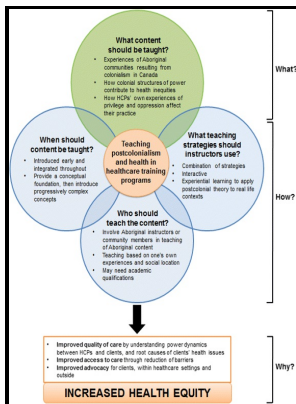 What content
should be taught?
• Experiences of Aboriginal
communities resulting from
colonialism in Canada
• How colonial structures of power
contribute to health inequities
• How HCPs' own experiences of
privilege and oppression affect
their practice
What?
When should
content be taught?
• Introduced early and
integrated throughout
• Provide a conceptual
foundation, then introduce
progressively complex
concepts
Teaching
postcolonialism
and health in
healthcare training
programs
What teaching
strategies should
instructors use?
• Combination of strategies
• Interactive
• Experiential learning to apply
postcolonial theory to real life
contexts
How?
Who should
teach the content?
• Involve Aboriginal instructors or
community members in teaching
of Aboriginal content
• Teaching based on one's own
experiences and social location
• May need academic
qualifications
• Improved quality of care by understanding power dynamics
between HCPs and clients, and root causes of clients' health issues
• Improved access to care through reduction of barriers
• Improved advocacy for clients, within healthcare settings and
outside
Why?
INCREASED HEALTH EQUITY